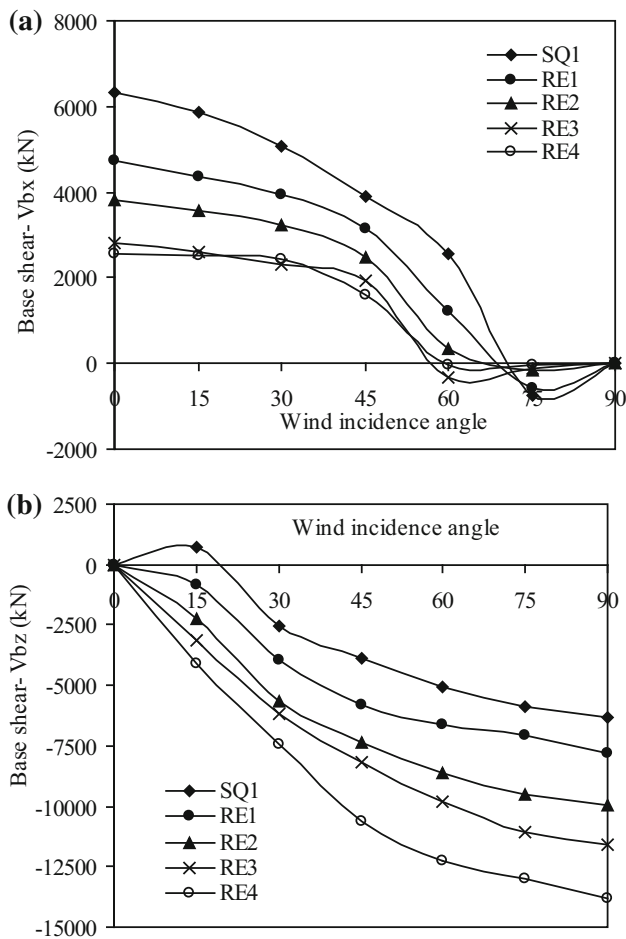 (a)
8000
6000
4000
2000
0
-2000
Base shear- Vbx (kN)
SQ1
RE1
RE2
RE3
RE4
0 15 30 45 60 75 90
Wind incidence angle
(b)
2500
0
-2500
-5000
-7500
-10000
-12500
-15000
Base shear- Vbz (kN)
Wind incidence angle
0 15 30 45 60 75 90
SQ1
RE1
RE2
RE3
RE4